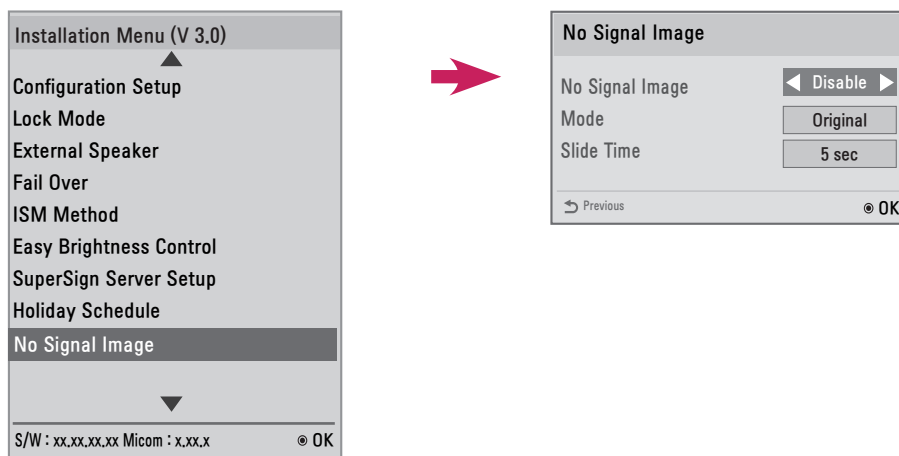 Installation Menu (V 3.0)
Configuration Setup
Lock Mode
External Speaker
Fail Over
ISM Method
Easy Brightness Control
SuperSign Server Setup
Holiday Schedule
No Signal Image
S/W : xx.xx.xx.xx Micom : x.xx.x ◉ OK
No Signal Image
No Signal Image ◀ Disable ▶
Mode Original
Slide Time 5 sec
Previous ◉ OK